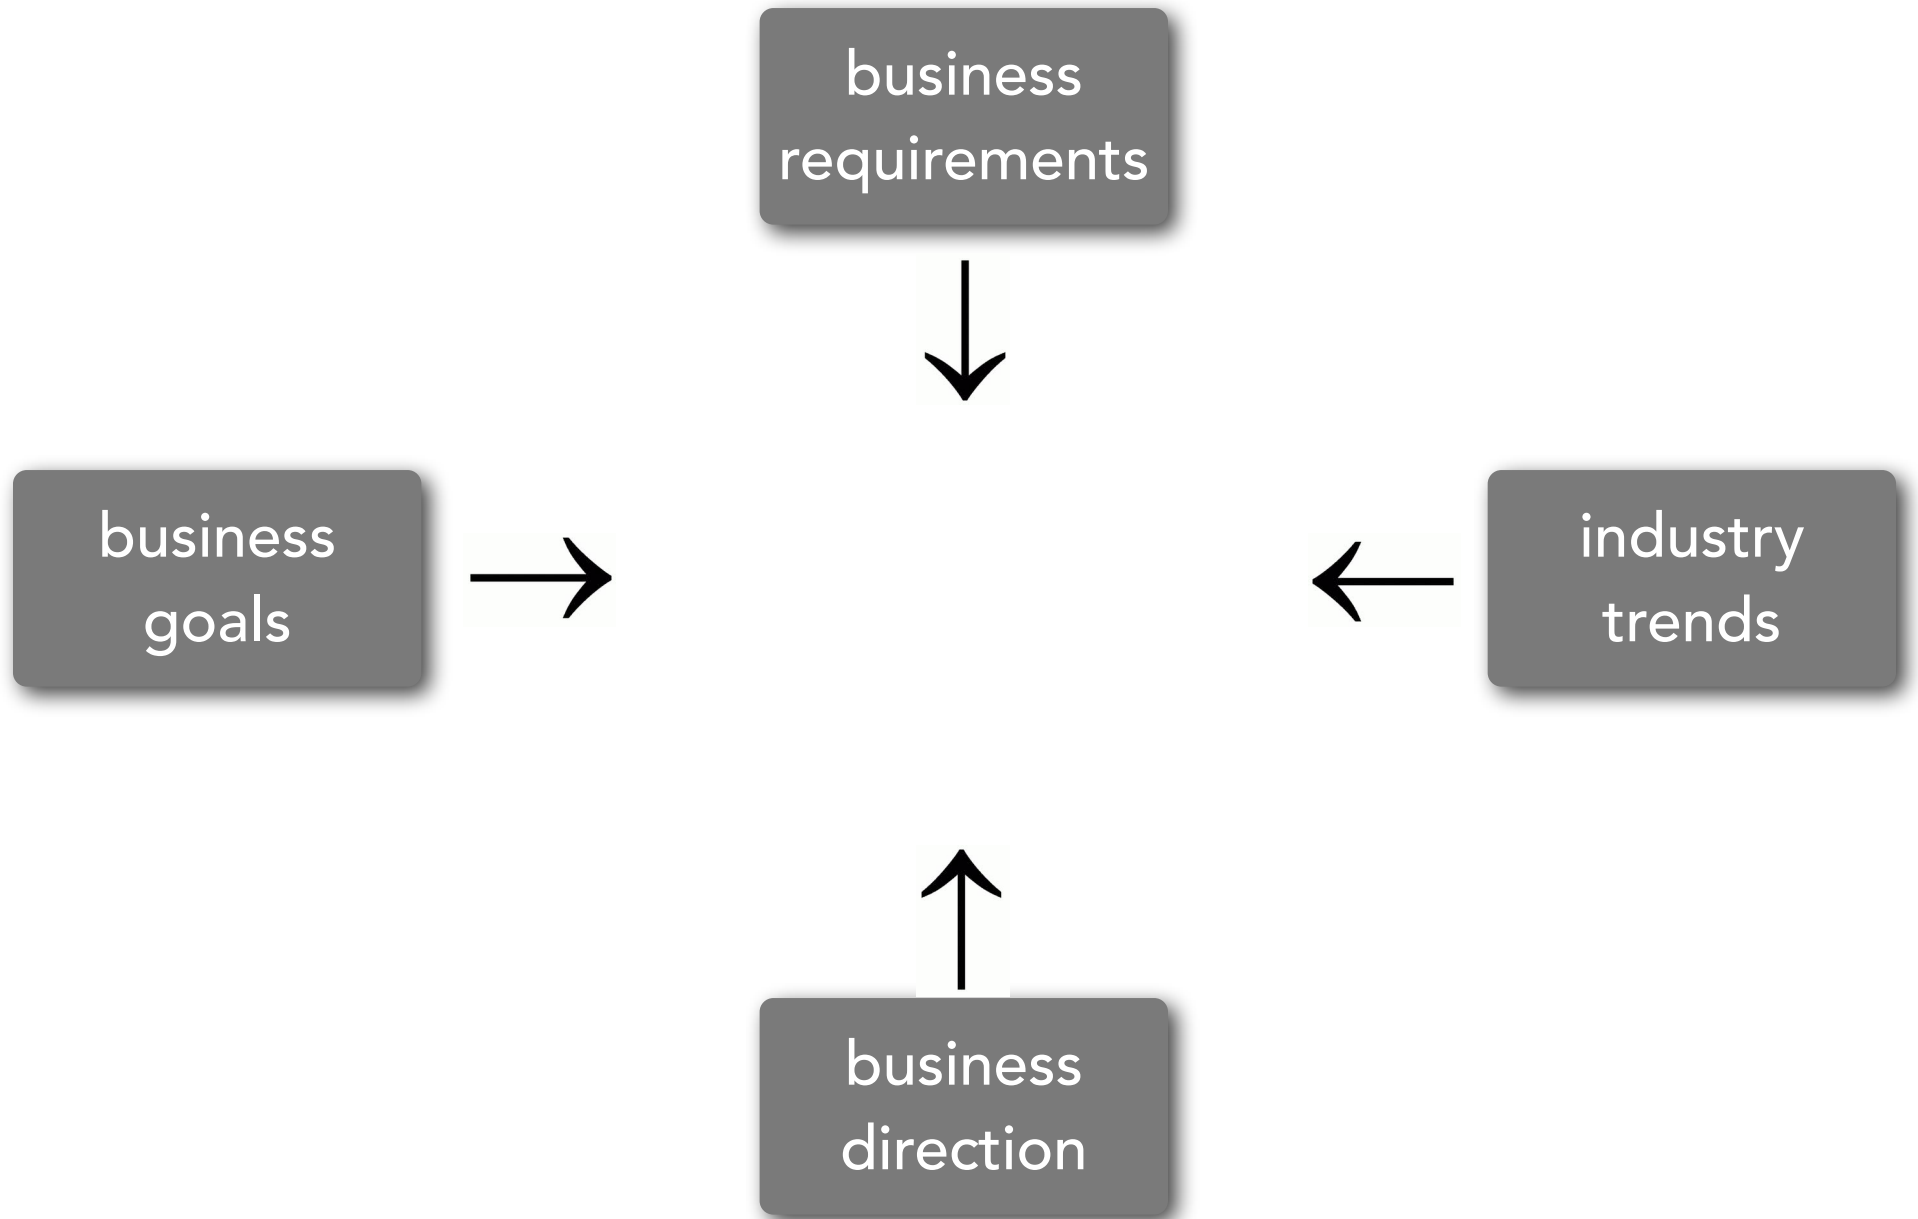 business
requirements
business
goals
industry
trends
business
direction